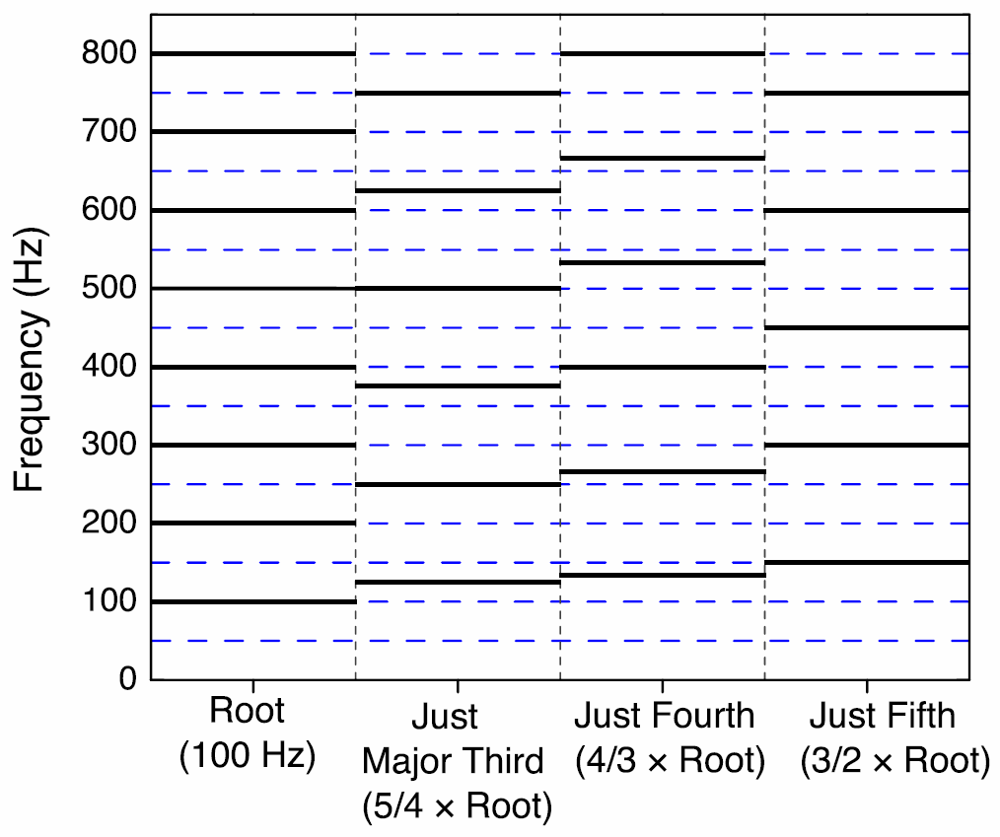 Frequency (Hz)
800
700
600
500
400
300
200
100
0
Root
(100 Hz)
Just
Major Third
(5/4 × Root)
Just Fourth
(4/3 × Root)
Just Fifth
(3/2 × Root)